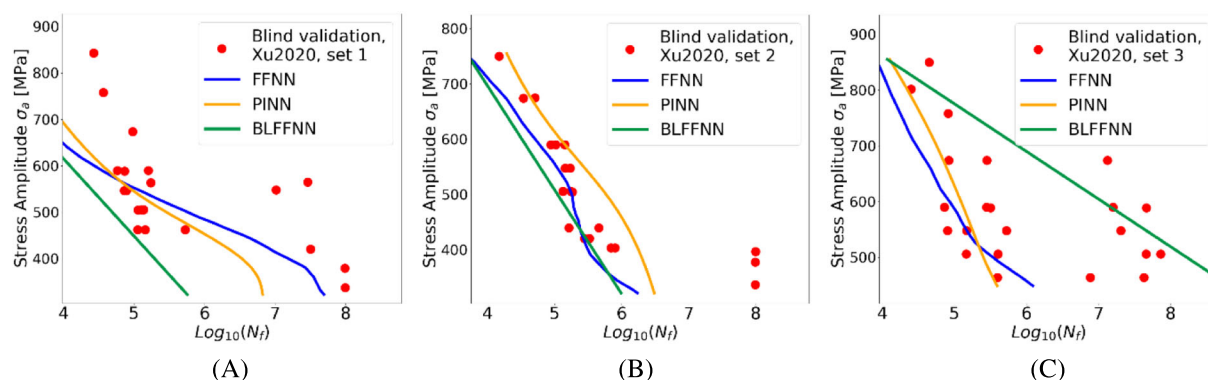 900
800
700
600
500
400
4
5
6
7
8
Stress Amplitude σa [MPa]
Log10(Nf)
Blind validation,
Xu2020, set 1
FFNN
PINN
BLFFNN
(A)
800
700
600
500
400
4
5
6
7
8
Stress Amplitude σa [MPa]
Log10(Nf)
Blind validation,
Xu2020, set 2
FFNN
PINN
BLFFNN
(B)
900
800
700
600
500
400
4
5
6
7
8
Stress Amplitude σa [MPa]
Log10(Nf)
Blind validation,
Xu2020, set 3
FFNN
PINN
BLFFNN
(C)